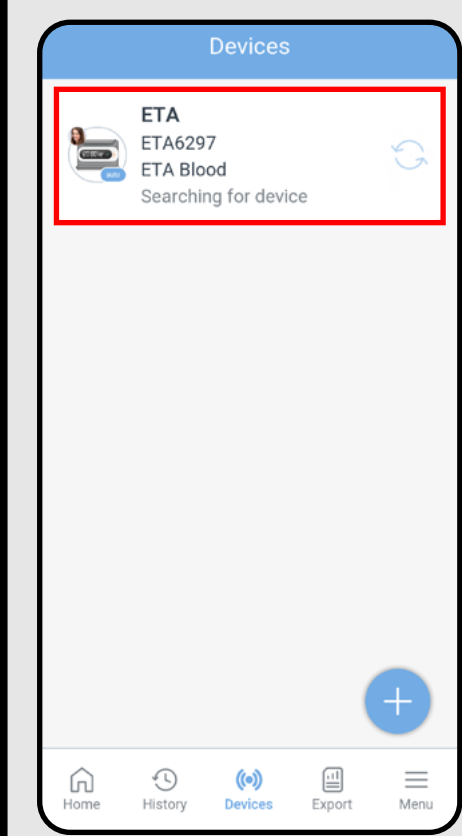 Devices
ETA
ETA6297
ETA Blood
Searching for device
Home
History
Devices
Export
Menu